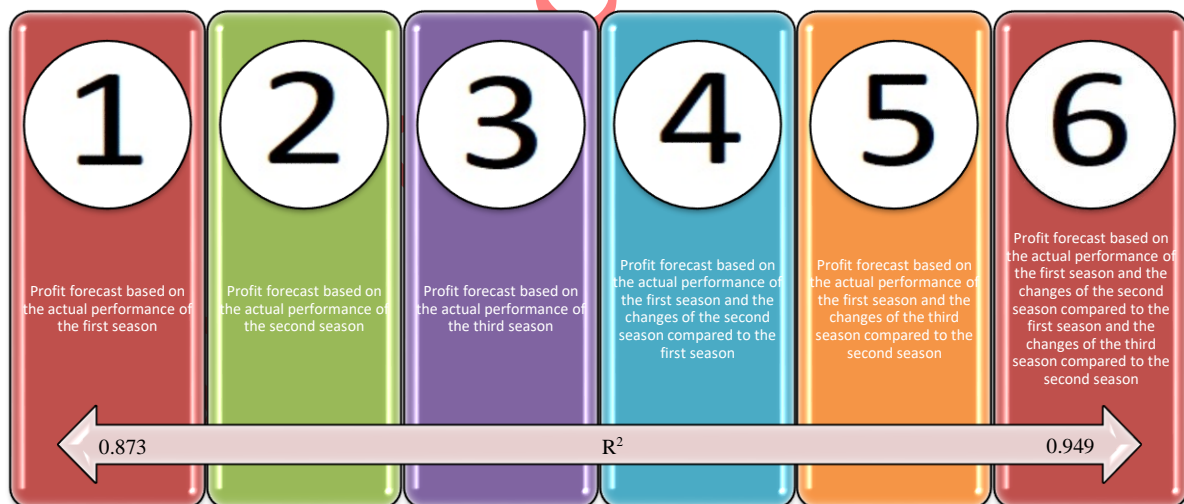 1
Profit forecast based on
the actual performance of
the first season
2
Profit forecast based on
the actual performance of
the second season
3
Profit forecast based on
the actual performance of
the third season
4
Profit forecast based on
the actual performance of
the first season and the
changes of the second
season compared to the
first season
5
Profit forecast based on
the actual performance of
the first season and the
changes of the third
season compared to the
second season
6
Profit forecast based on
the actual performance of
the first season and the
changes of the second
season compared to the
first season and the
changes of the third
season compared to the
second season
0.873 R² 0.949